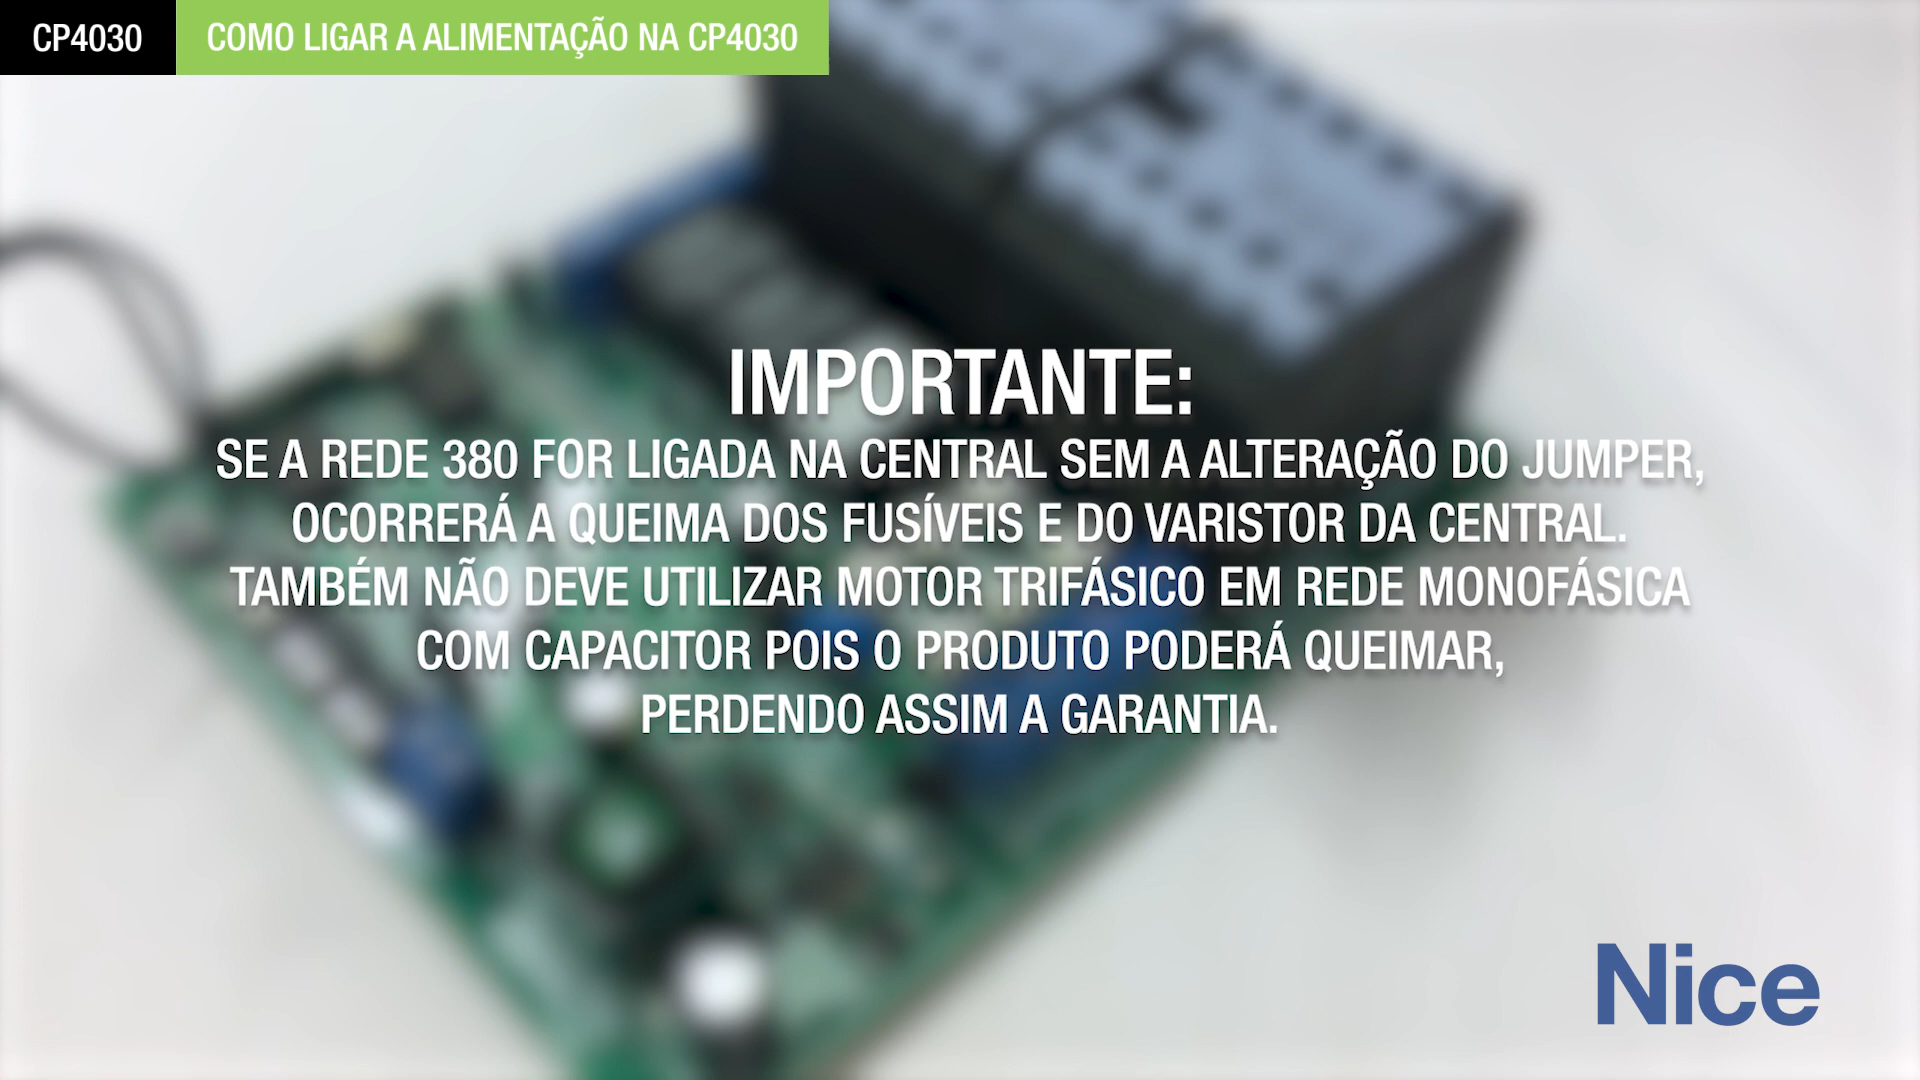 CP4030
COMO LIGAR A ALIMENTAÇÃO NA CP4030
IMPORTANTE:
SE A REDE 380 FOR LIGADA NA CENTRAL SEM A ALTERAÇÃO DO JUMPER,
OCORRERÁ A QUEIMA DOS FUSÍVEIS E DO VARISTOR DA CENTRAL.
TAMBÉM NÃO DEVE UTILIZAR MOTOR TRIFÁSICO EM REDE MONOFÁSICA
COM CAPACITOR POIS O PRODUTO PODERÁ QUEIMAR,
PERDENDO ASSIM A GARANTIA.
Nice